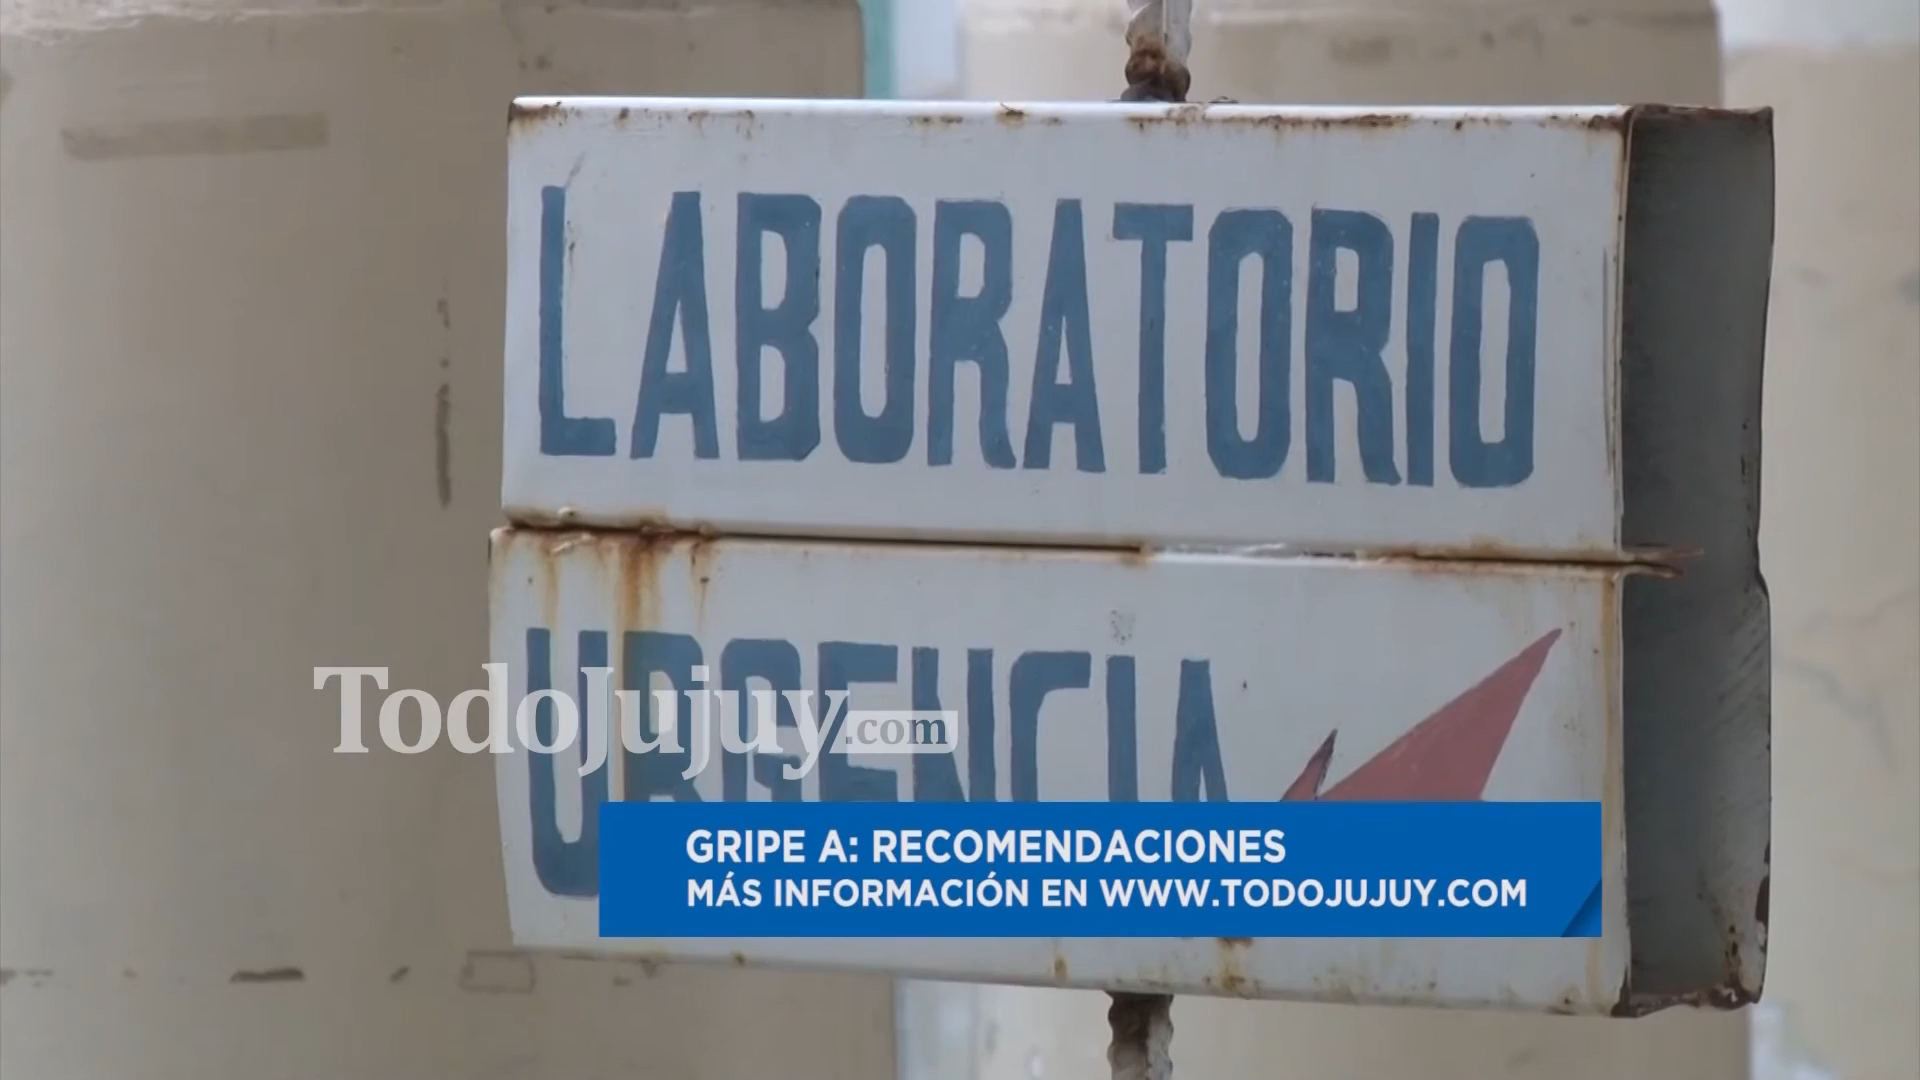 LABORATORIO
URGENCIA
TodoJujuy.com
GRIPE A: RECOMENDACIONES
MÁS INFORMACIÓN EN WWW.TODOJUJUY.COM